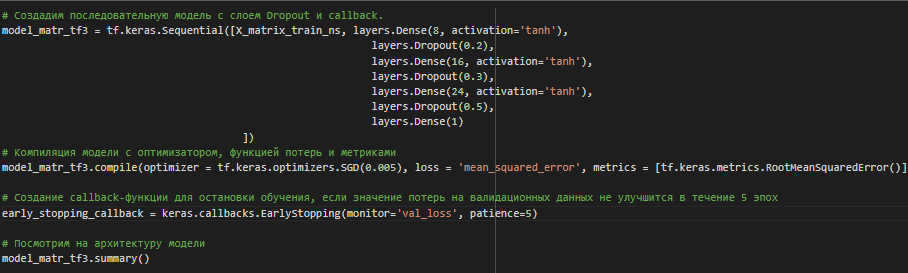 # Создадим последовательную модель с слоем Dropout и callback.
model_matr_tf3 = tf.keras.Sequential([X_matrix_train_ns, layers.Dense(8, activation='tanh'),
layers.Dropout(0.2),
layers.Dense(16, activation='tanh'),
layers.Dropout(0.3),
layers.Dense(24, activation='tanh'),
layers.Dropout(0.5),
layers.Dense(1)
])
# Компиляция модели с оптимизатором, функцией потерь и метриками
model_matr_tf3.compile(optimizer = tf.keras.optimizers.SGD(0.005), loss = 'mean_squared_error', metrics = [tf.keras.metrics.RootMeanSquaredError()]
# Создание callback-функции для остановки обучения, если значение потерь на валидационных данных не улучшится в течение 5 эпох
early_stopping_callback = keras.callbacks.EarlyStopping(monitor='val_loss', patience=5)
# Посмотрим на архитектуру модели
model_matr_tf3.summary()